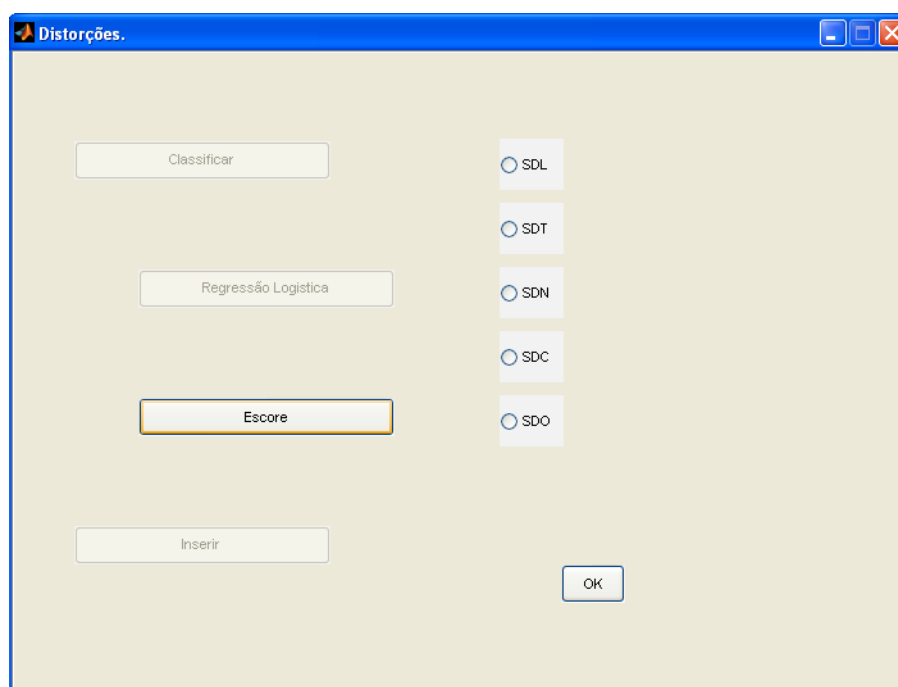 Distorções.
Classificar
SDL
SDT
Regressão Logistica
SDN
SDC
Escore
SDO
Inserir
OK